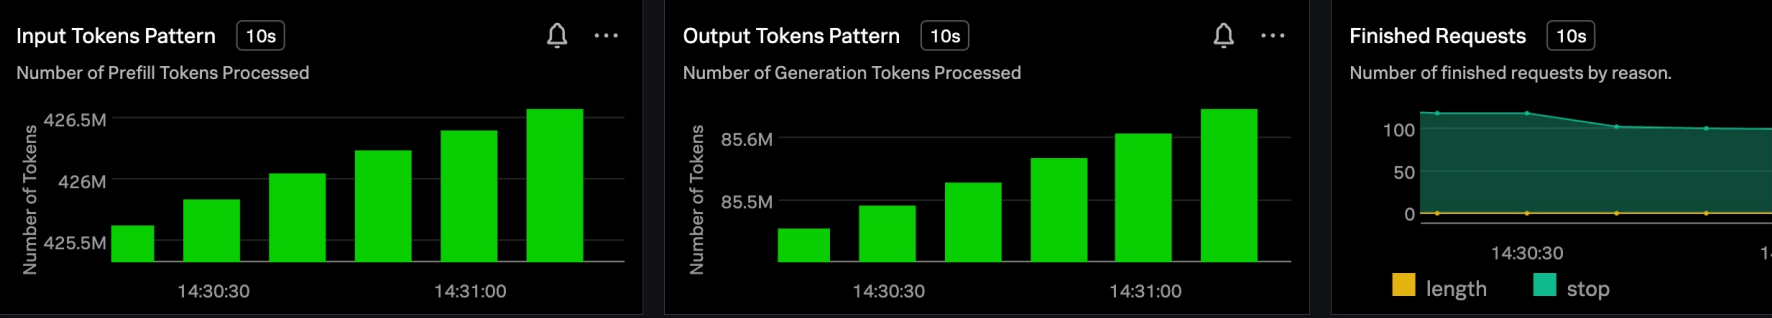 Input Tokens Pattern 10s
Number of Prefill Tokens Processed
Number of Tokens
426.5M
426M
425.5M
14:30:30 14:31:00
Output Tokens Pattern 10s
Number of Generation Tokens Processed
Number of Tokens
85.6M
85.5M
14:30:30 14:31:00
Finished Requests 10s
Number of finished requests by reason.
100
50
0
14:30:30
length stop